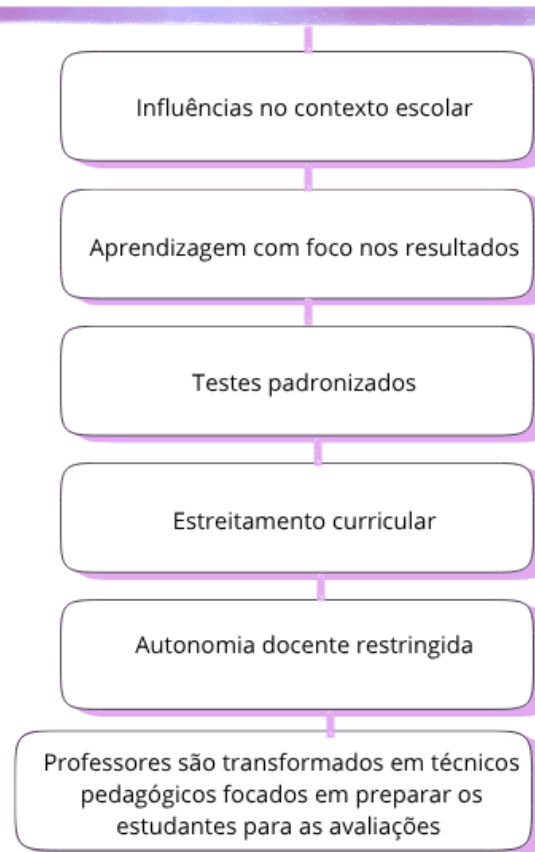 Influências no contexto escolar
Aprendizagem com foco nos resultados
Testes padronizados
Estreitamento curricular
Autonomia docente restringida
Professores são transformados em técnicos
pedagógicos focados em preparar os
estudantes para as avaliações